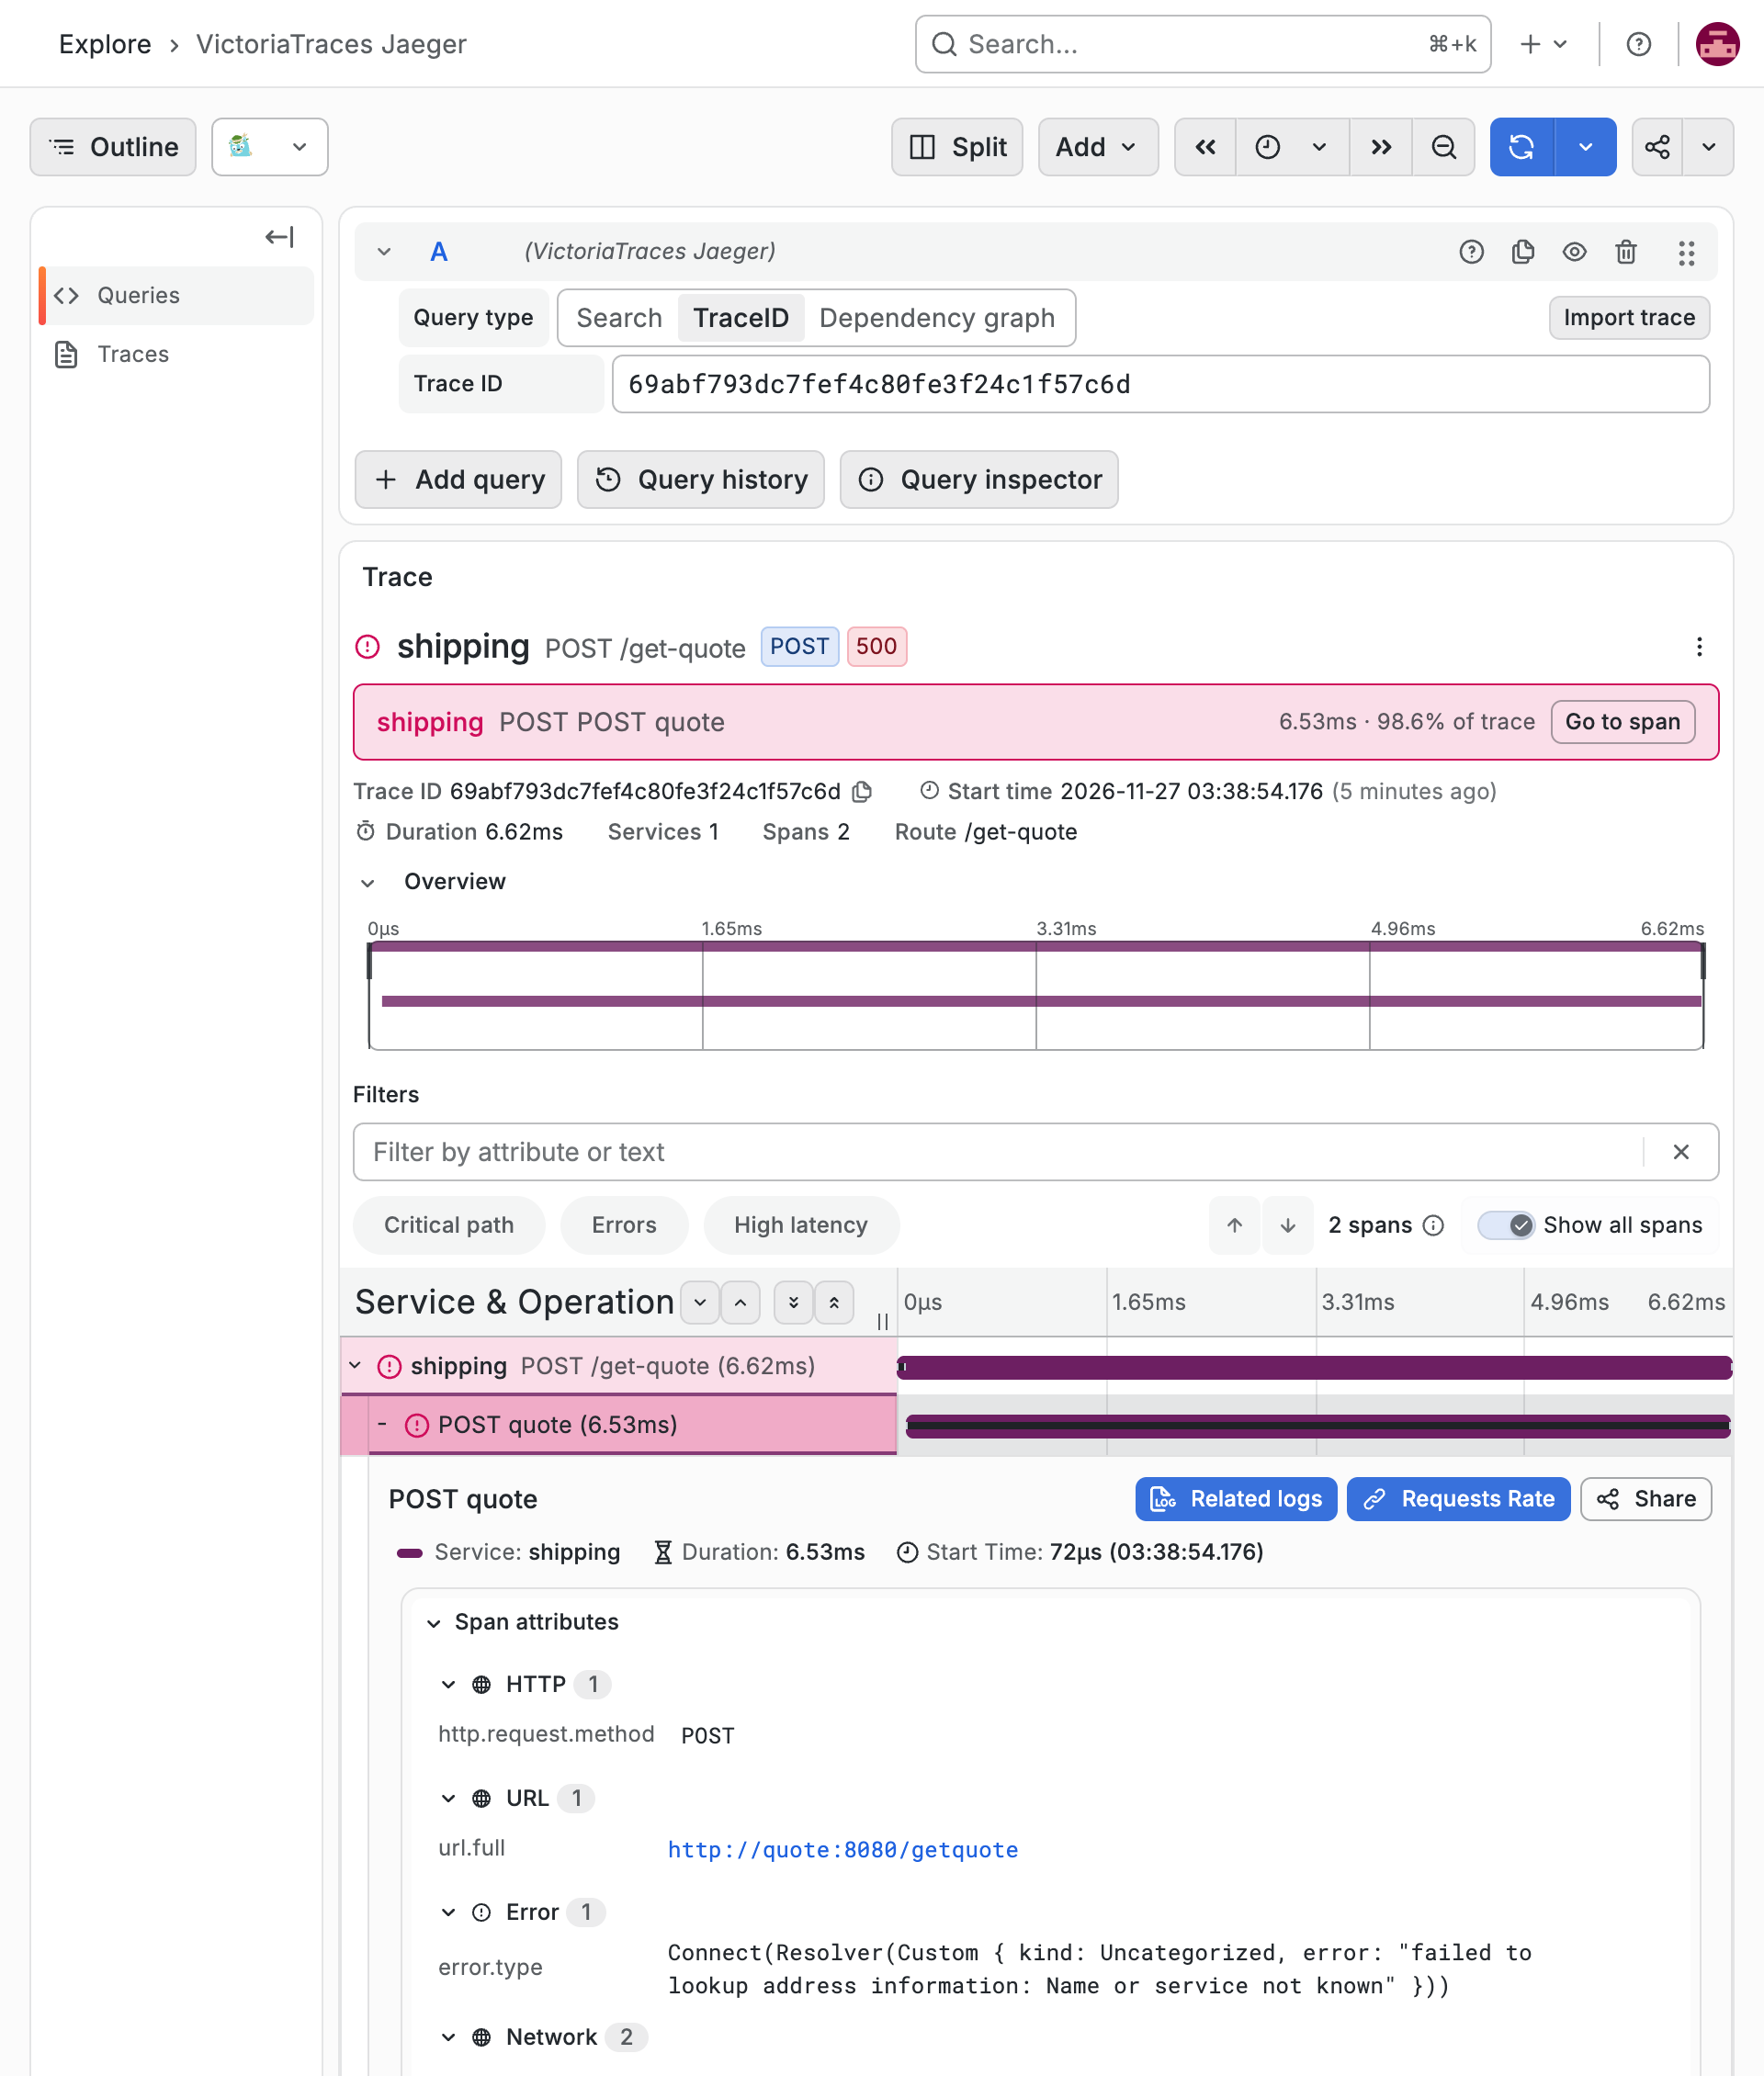 Explore › VictoriaTraces Jaeger
Search... ⌘+k
Outline
Split
Add
Queries
Traces
A (VictoriaTraces Jaeger)
Query type Search TraceID Dependency graph Import trace
Trace ID 69abf793dc7fef4c80fe3f24c1f57c6d
Add query Query history Query inspector
Trace
shipping POST /get-quote POST 500
shipping POST POST quote 6.53ms · 98.6% of trace Go to span
Trace ID 69abf793dc7fef4c80fe3f24c1f57c6d Start time 2026-11-27 03:38:54.176 (5 minutes ago)
Duration 6.62ms Services 1 Spans 2 Route /get-quote
Overview
0μs 1.65ms 3.31ms 4.96ms 6.62ms
Filters
Filter by attribute or text
Critical path Errors High latency 2 spans Show all spans
Service & Operation 0μs 1.65ms 3.31ms 4.96ms 6.62ms
shipping POST /get-quote (6.62ms)
POST quote (6.53ms)
POST quote LOG Related logs Requests Rate Share
Service: shipping Duration: 6.53ms Start Time: 72μs (03:38:54.176)
Span attributes
HTTP 1
http.request.method POST
URL 1
url.full http://quote:8080/getquote
Error 1
error.type Connect(Resolver(Custom { kind: Uncategorized, error: "failed to
lookup address information: Name or service not known" }))
Network 2